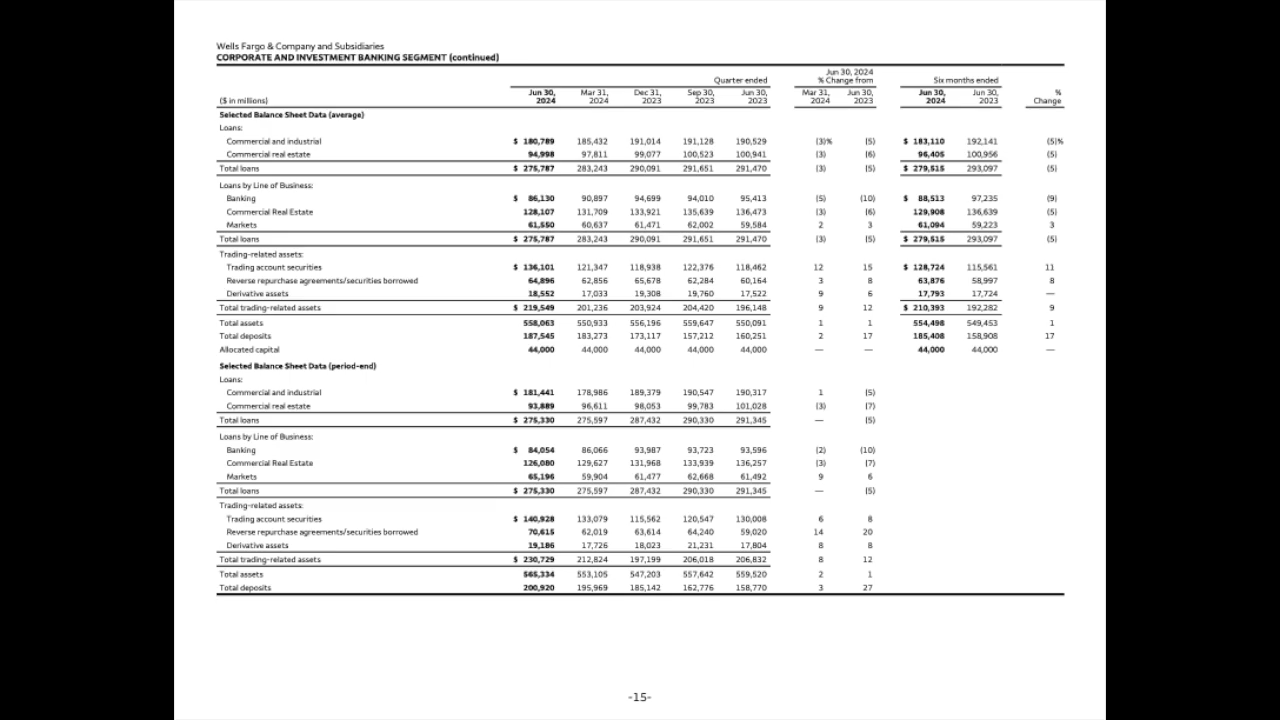 Wells Fargo & Company and Subsidiaries
CORPORATE AND INVESTMENT BANKING SEGMENT (continued)
Jun 30, 2024
Quarter ended % Change from Six months ended
Jun 30, Mar 31, Dec 31, Sep 30, Jun 30, Mar 31, Jun 30, Jun 30, Jun 30, %
($ in millions) 2024 2024 2023 2023 2023 2024 2023 2024 2023 Change
Selected Balance Sheet Data (average)
Loans:
Commercial and industrial $ 180,789 185,432 191,014 191,128 190,529 (3)% (5) $ 183,110 192,141 (5)%
Commercial real estate 94,998 97,811 99,077 100,523 100,941 (3) (6) 96,405 100,956 (5)
Total loans $ 275,787 283,243 290,091 291,651 291,470 (3) (5) $ 279,515 293,097 (5)
Loans by Line of Business:
Banking $ 86,130 90,897 94,699 94,010 95,413 (5) (10) $ 88,513 97,235 (9)
Commercial Real Estate 128,107 131,709 133,921 135,639 136,473 (3) (6) 129,908 136,639 (5)
Markets 61,550 60,637 61,471 62,002 59,584 2 3 61,094 59,223 3
Total loans $ 275,787 283,243 290,091 291,651 291,470 (3) (5) $ 279,515 293,097 (5)
Trading-related assets:
Trading account securities $ 136,101 121,347 118,938 122,376 118,462 12 15 $ 128,724 115,561 11
Reverse repurchase agreements/securities borrowed 64,896 62,856 65,678 62,284 60,164 3 8 63,876 58,997 8
Derivative assets 18,552 17,033 19,308 19,760 17,522 9 6 17,793 17,724 —
Total trading-related assets $ 219,549 201,236 203,924 204,420 196,148 9 12 $ 210,393 192,282 9
Total assets 558,063 550,933 556,196 559,647 550,091 1 1 554,498 549,453 1
Total deposits 187,545 183,273 173,117 157,212 160,251 2 17 185,408 158,908 17
Allocated capital 44,000 44,000 44,000 44,000 44,000 — — 44,000 44,000 —
Selected Balance Sheet Data (period-end)
Loans:
Commercial and industrial $ 181,441 178,986 189,379 190,547 190,317 1 (5)
Commercial real estate 93,889 96,611 98,053 99,783 101,028 (3) (7)
Total loans $ 275,330 275,597 287,432 290,330 291,345 — (5)
Loans by Line of Business:
Banking $ 84,054 86,066 93,987 93,723 93,596 (2) (10)
Commercial Real Estate 126,080 129,627 131,968 133,939 136,257 (3) (7)
Markets 65,196 59,904 61,477 62,668 61,492 9 6
Total loans $ 275,330 275,597 287,432 290,330 291,345 — (5)
Trading-related assets:
Trading account securities $ 140,928 133,079 115,562 120,547 130,008 6 8
Reverse repurchase agreements/securities borrowed 70,615 62,019 63,614 64,240 59,020 14 20
Derivative assets 19,186 17,726 18,023 21,231 17,804 8 8
Total trading-related assets $ 230,729 212,824 197,199 206,018 206,832 8 12
Total assets 565,334 553,105 547,203 557,642 559,520 2 1
Total deposits 200,920 195,969 185,142 162,776 158,770 3 27
-15-